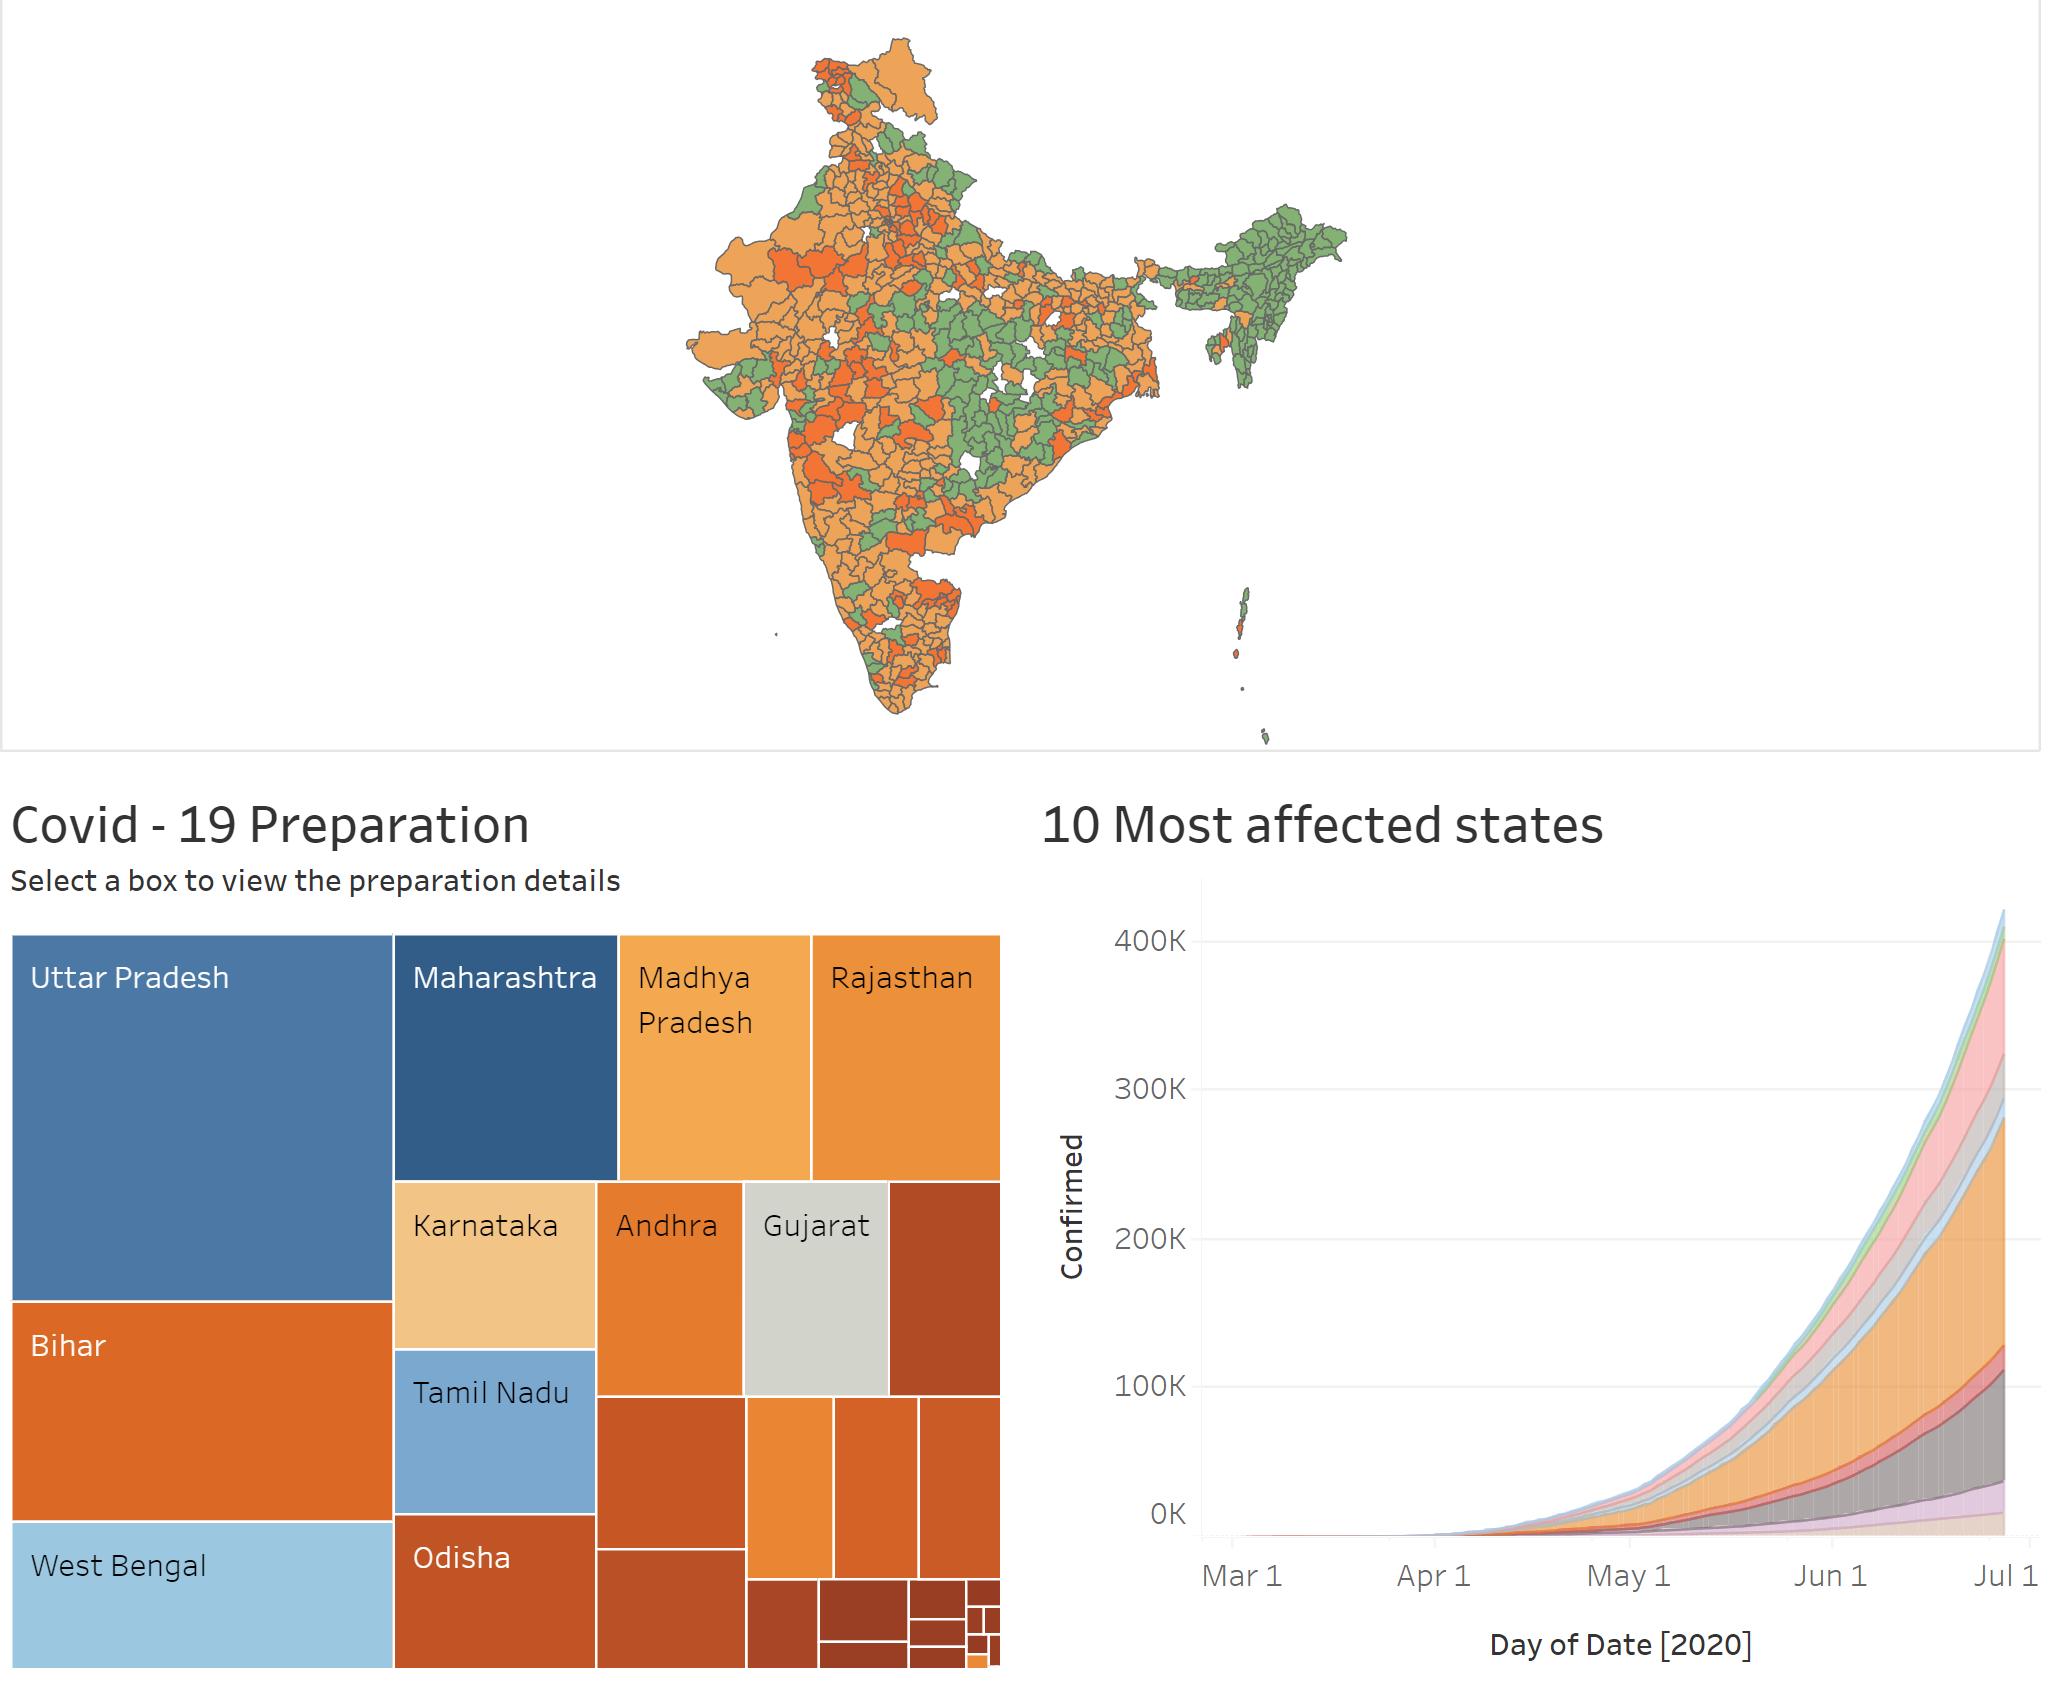 Covid - 19 Preparation
Select a box to view the preparation details
Uttar Pradesh
Maharashtra
Madhya
Pradesh
Rajasthan
Karnataka
Andhra
Gujarat
Bihar
Tamil Nadu
West Bengal
Odisha
10 Most affected states
400K
300K
200K
100K
0K
Confirmed
Mar 1
Apr 1
May 1
Jun 1
Jul 1
Day of Date [2020]